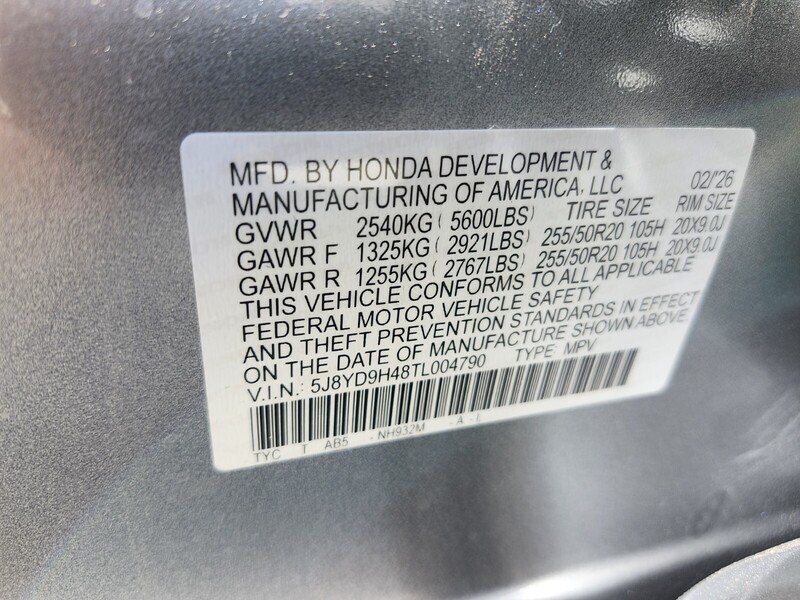 MFD. BY HONDA DEVELOPMENT &
MANUFACTURING OF AMERICA, LLC 02/'26
GVWR 2540KG ( 5600LBS) TIRE SIZE RIM SIZE
GAWR F 1325KG ( 2921LBS) 255/50R20 105H 20X9.0J
GAWR R 1255KG ( 2767LBS) 255/50R20 105H 20X9.0J
THIS VEHICLE CONFORMS TO ALL APPLICABLE
FEDERAL MOTOR VEHICLE SAFETY
AND THEFT PREVENTION STANDARDS IN EFFECT
ON THE DATE OF MANUFACTURE SHOWN ABOVE
V.I.N.: 5J8YD9H48TL004790 TYPE: MPV
TYC T AB5 - NH932M - A - L